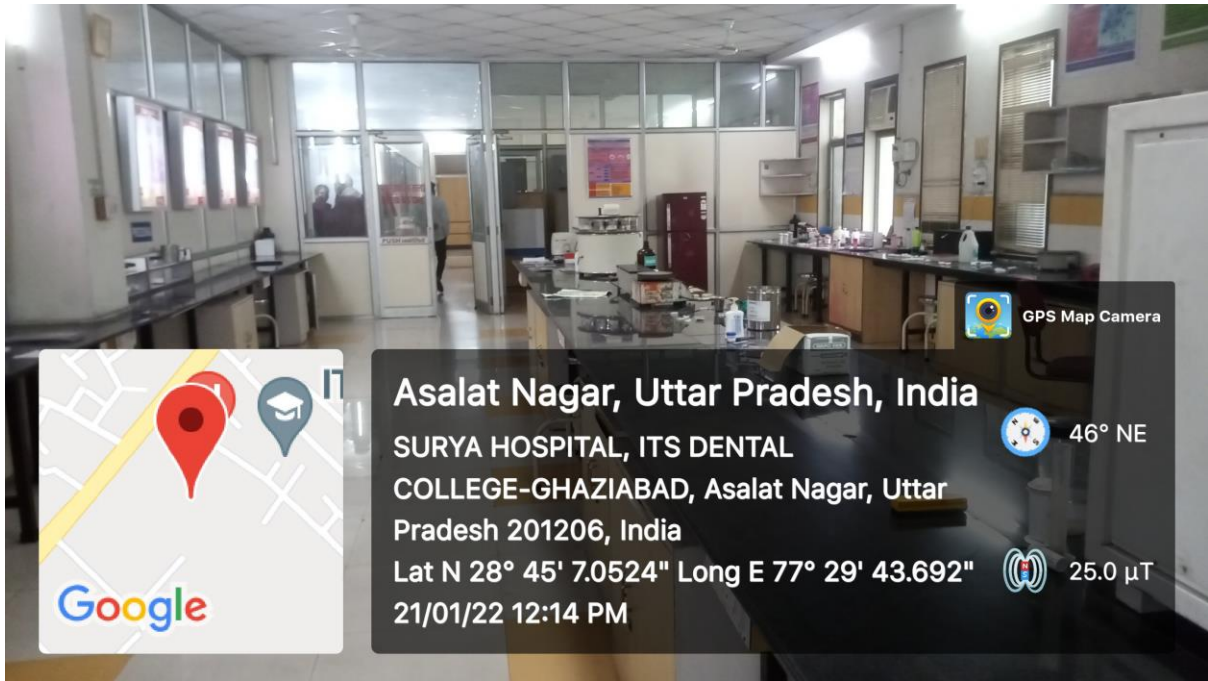 GPS Map Camera
Asalat Nagar, Uttar Pradesh, India
SURYA HOSPITAL, ITS DENTAL
COLLEGE-GHAZIABAD, Asalat Nagar, Uttar
Pradesh 201206, India
Lat N 28° 45' 7.0524" Long E 77° 29' 43.692"
21/01/22 12:14 PM
46° NE
25.0 µT
IT
Google